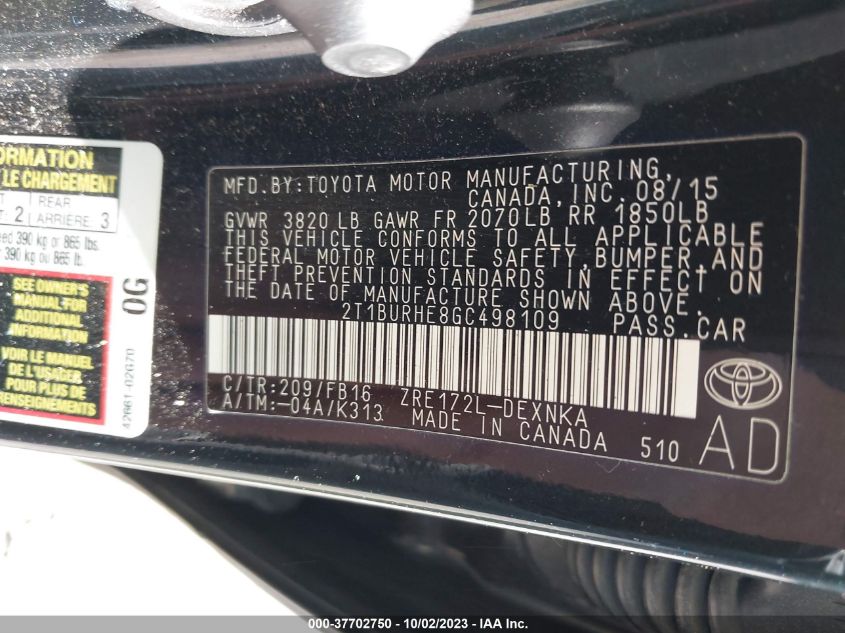 ORMATION
LE CHARGEMENT
2
REAR
ARRIERE 3
390 kg or 865 lbs.
390 kg ou 865 lb.
SEE OWNER'S
MANUAL FOR
ADDITIONAL
INFORMATION
VOIR LE MANUEL
DE L'USAGER
POUR PLUS DE
RENSEIGNEMENTS
0G
42661-02G70
MFD.BY:TOYOTA MOTOR MANUFACTURING,
CANADA, INC. 08/15
GVWR 3820 LB GAWR FR 2070LB RR 1850LB
THIS VEHICLE CONFORMS TO ALL APPLICABLE
FEDERAL MOTOR VEHICLE SAFETY, BUMPER, AND
THEFT PREVENTION STANDARDS IN EFFECT ON
THE DATE OF MANUFACTURE SHOWN ABOVE.
2T1BURHE8GC498109 PASS.CAR
C/TR:209/FB16 ZRE172L-DEXNKA
A/TM:-04A/K313 MADE IN CANADA 510
AD
000-37702750 - 10/02/2023 - IAA Inc.